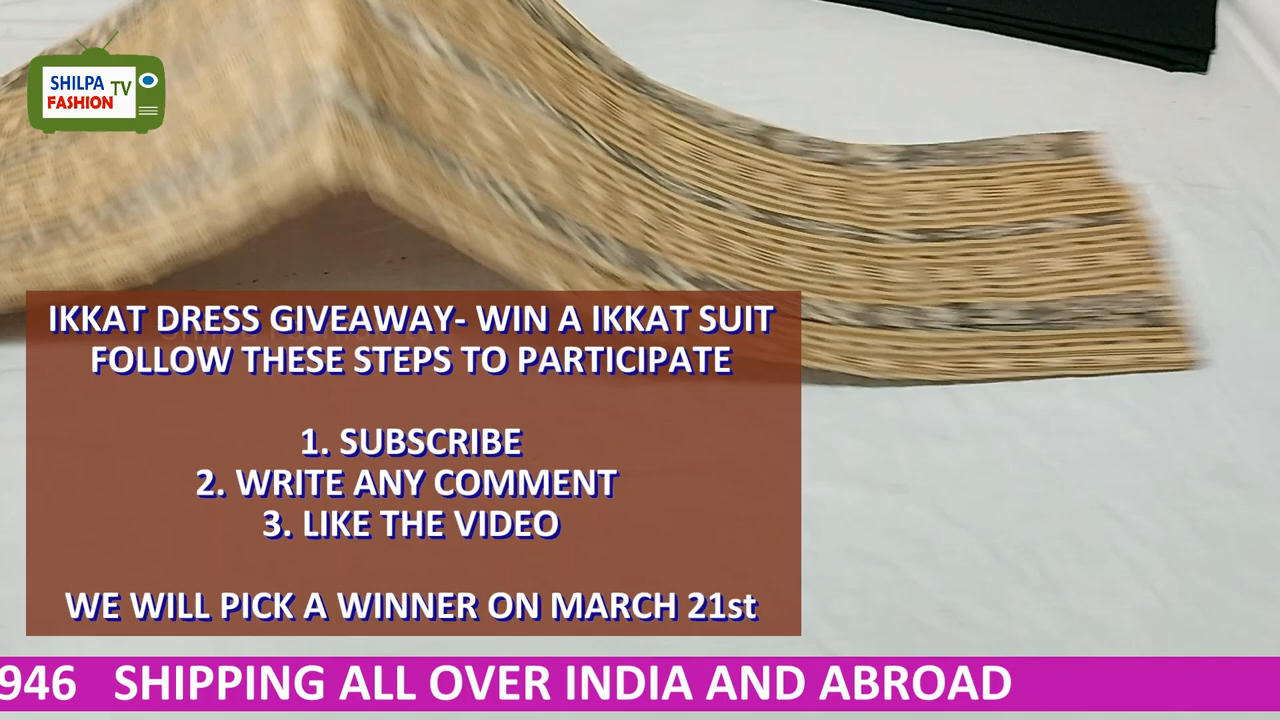 SHILPA TV
FASHION
IKKAT DRESS GIVEAWAY- WIN A IKKAT SUIT
FOLLOW THESE STEPS TO PARTICIPATE
1. SUBSCRIBE
2. WRITE ANY COMMENT
3. LIKE THE VIDEO
WE WILL PICK A WINNER ON MARCH 21st
946 SHIPPING ALL OVER INDIA AND ABROAD